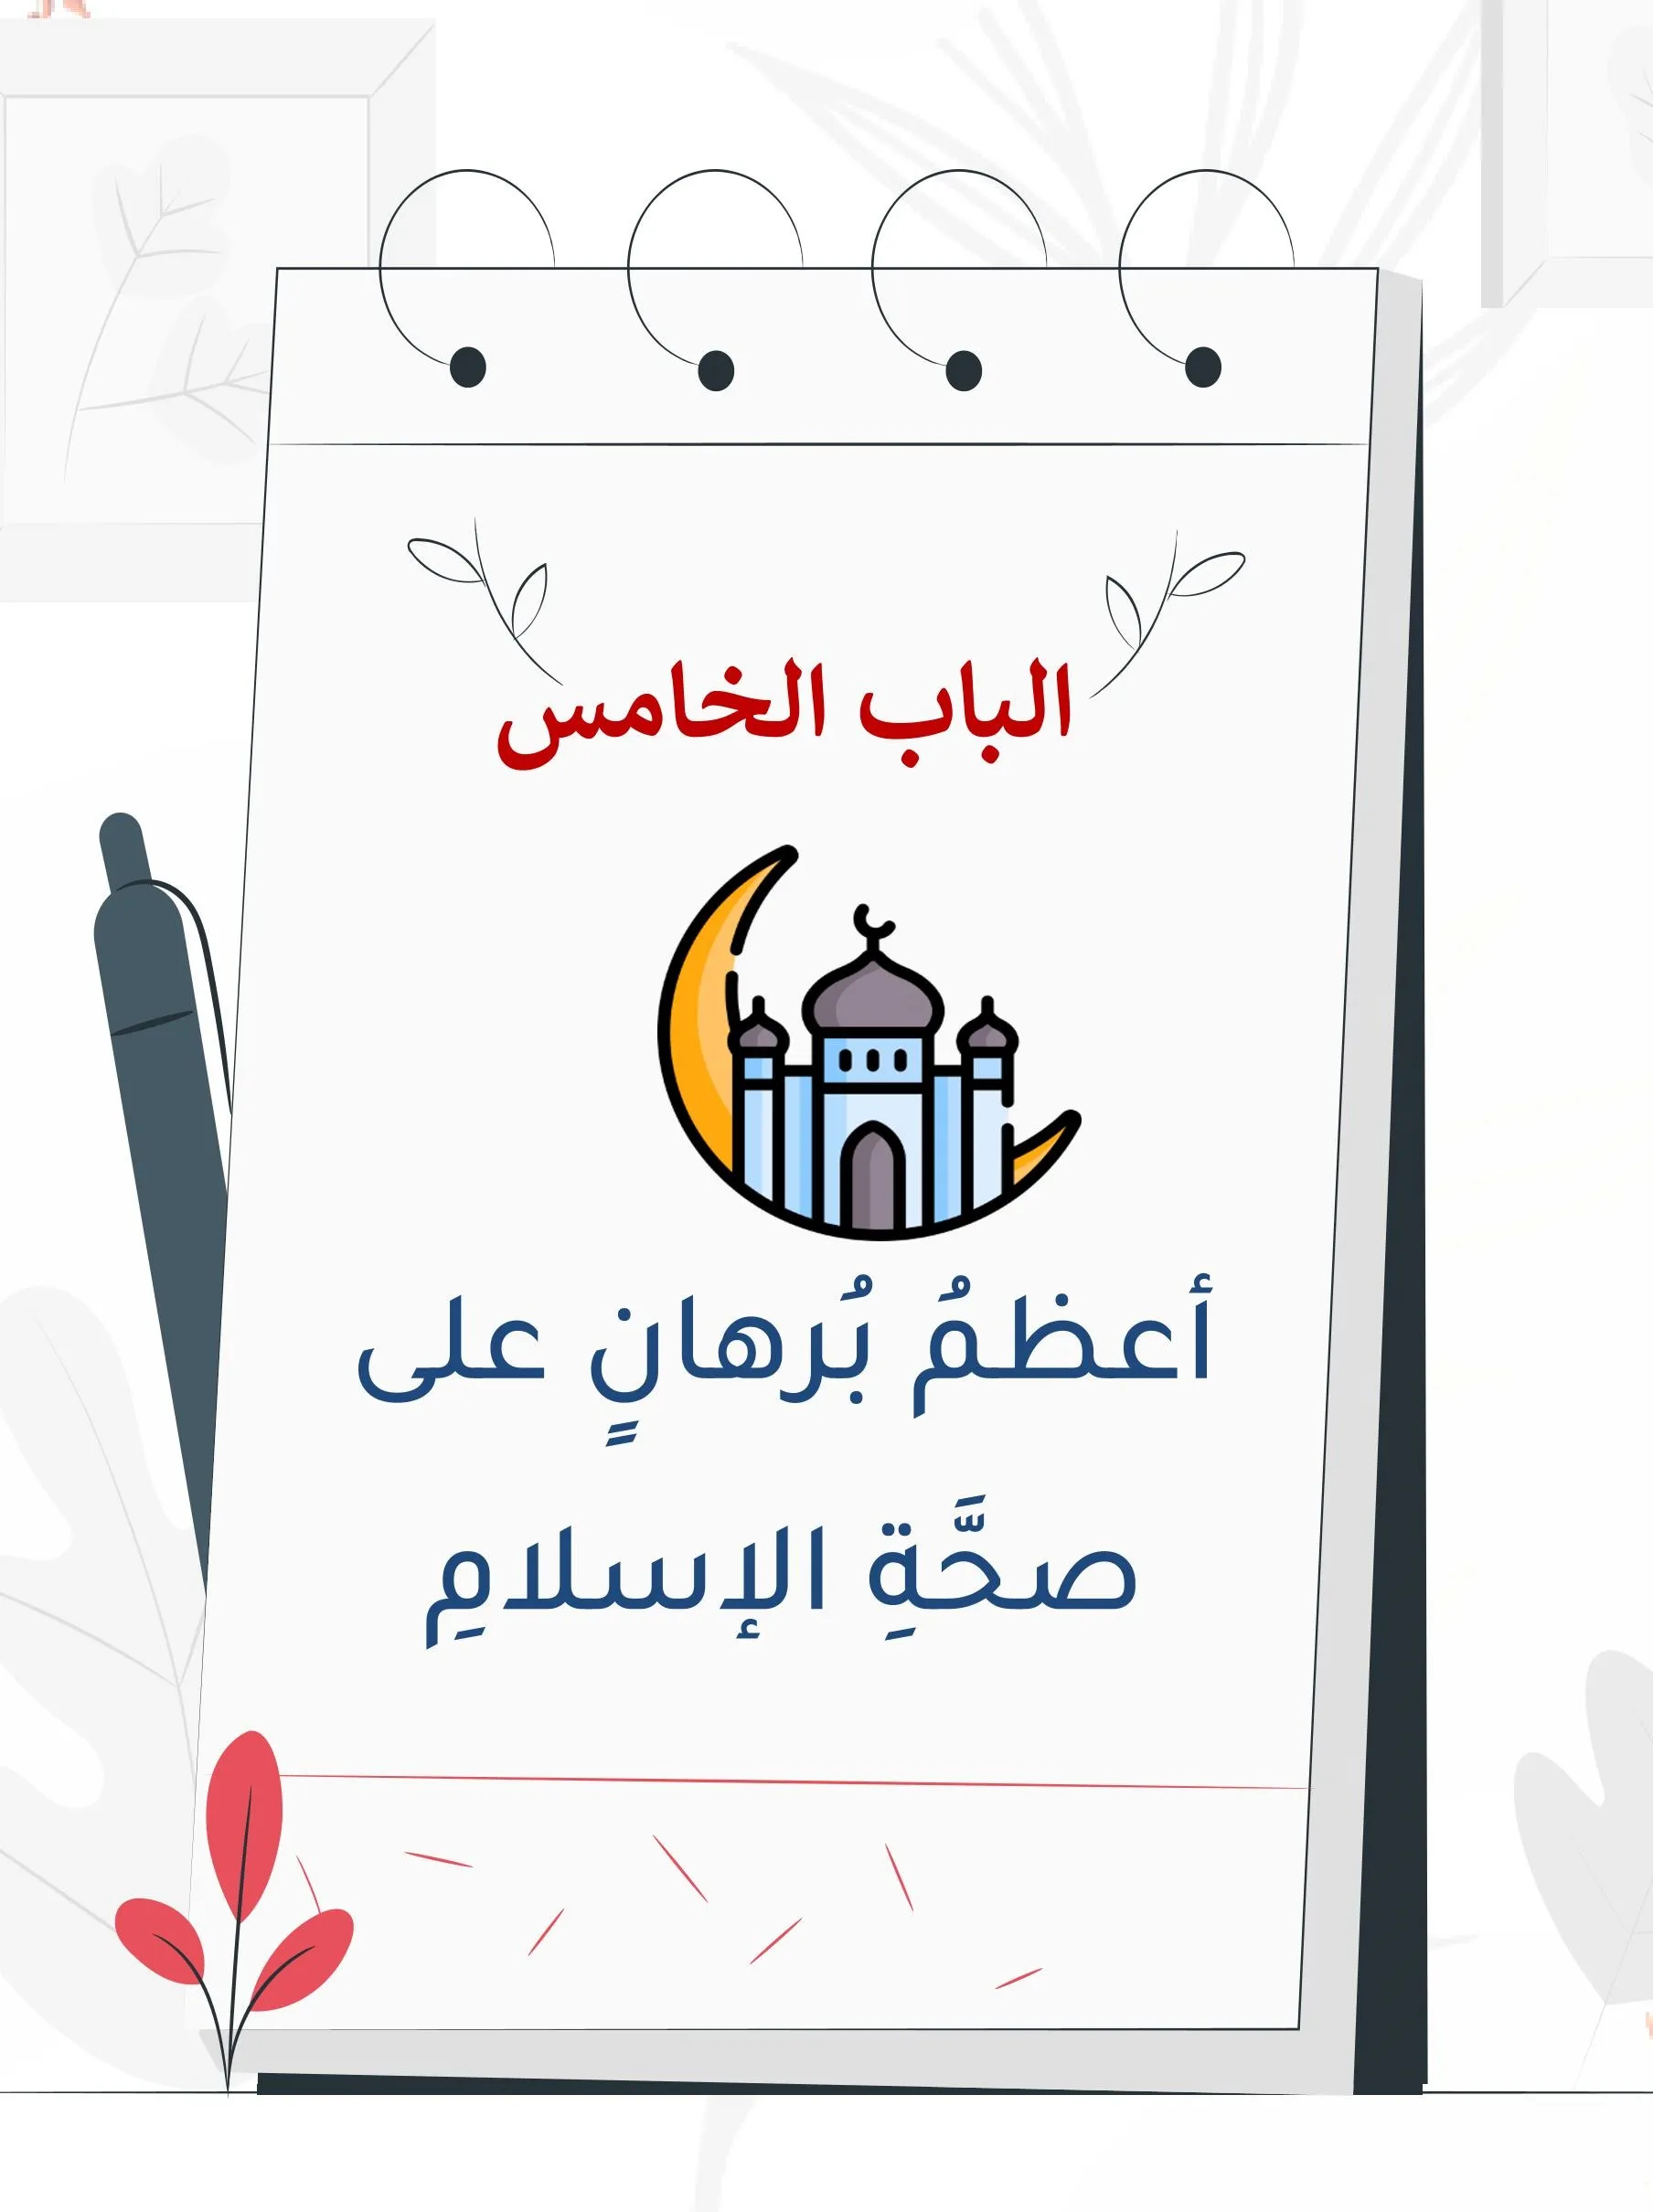 الباب الخامس
أعظمُ بُرهانٍ على
صحَّةِ الإسلامِ